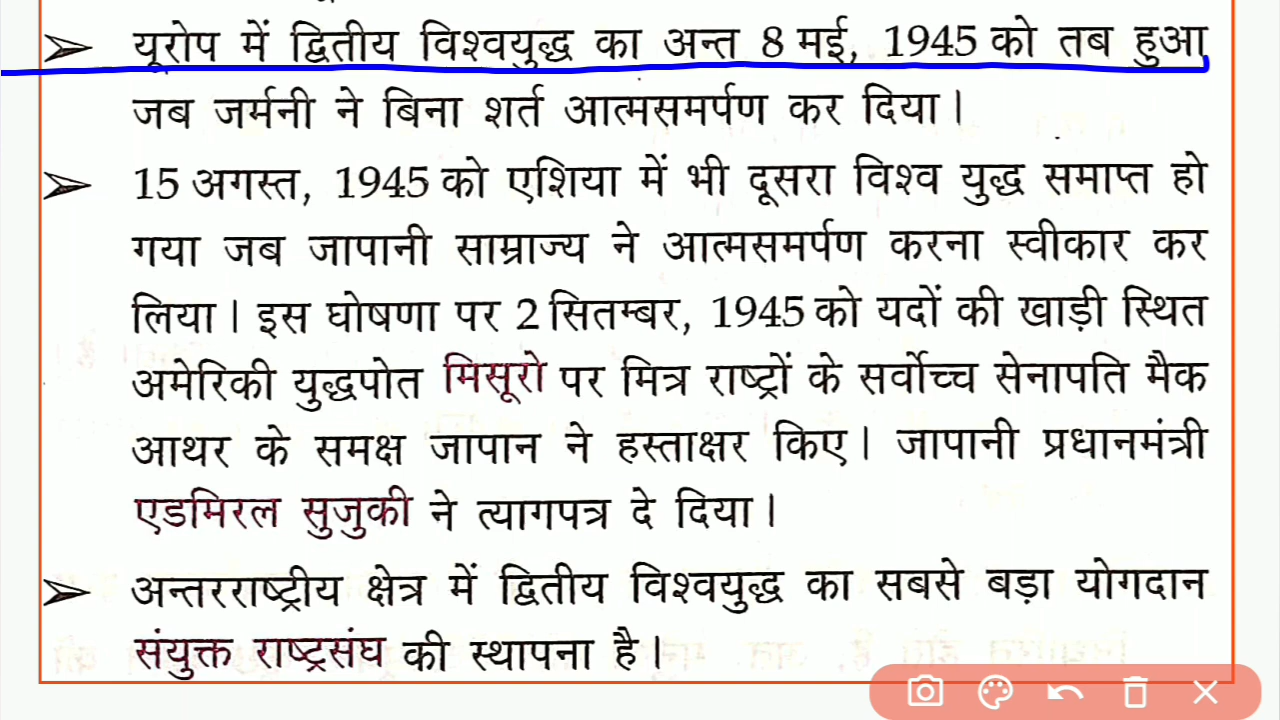 यूरोप में द्वितीय विश्वयुद्ध का अन्त 8 मई, 1945 को तब हुआ
जब जर्मनी ने बिना शर्त आत्मसमर्पण कर दिया।
15 अगस्त, 1945 को एशिया में भी दूसरा विश्व युद्ध समाप्त हो
गया जब जापानी साम्राज्य ने आत्मसमर्पण करना स्वीकार कर
लिया। इस घोषणा पर 2 सितम्बर, 1945 को यदों की खाड़ी स्थित
अमेरिकी युद्धपोत मिसूरो पर मित्र राष्ट्रों के सर्वोच्च सेनापति मैक
आथर के समक्ष जापान ने हस्ताक्षर किए। जापानी प्रधानमंत्री
एडमिरल सुजुकी ने त्यागपत्र दे दिया।
अन्तरराष्ट्रीय क्षेत्र में द्वितीय विश्वयुद्ध का सबसे बड़ा योगदान
संयुक्त राष्ट्रसंघ की स्थापना है।